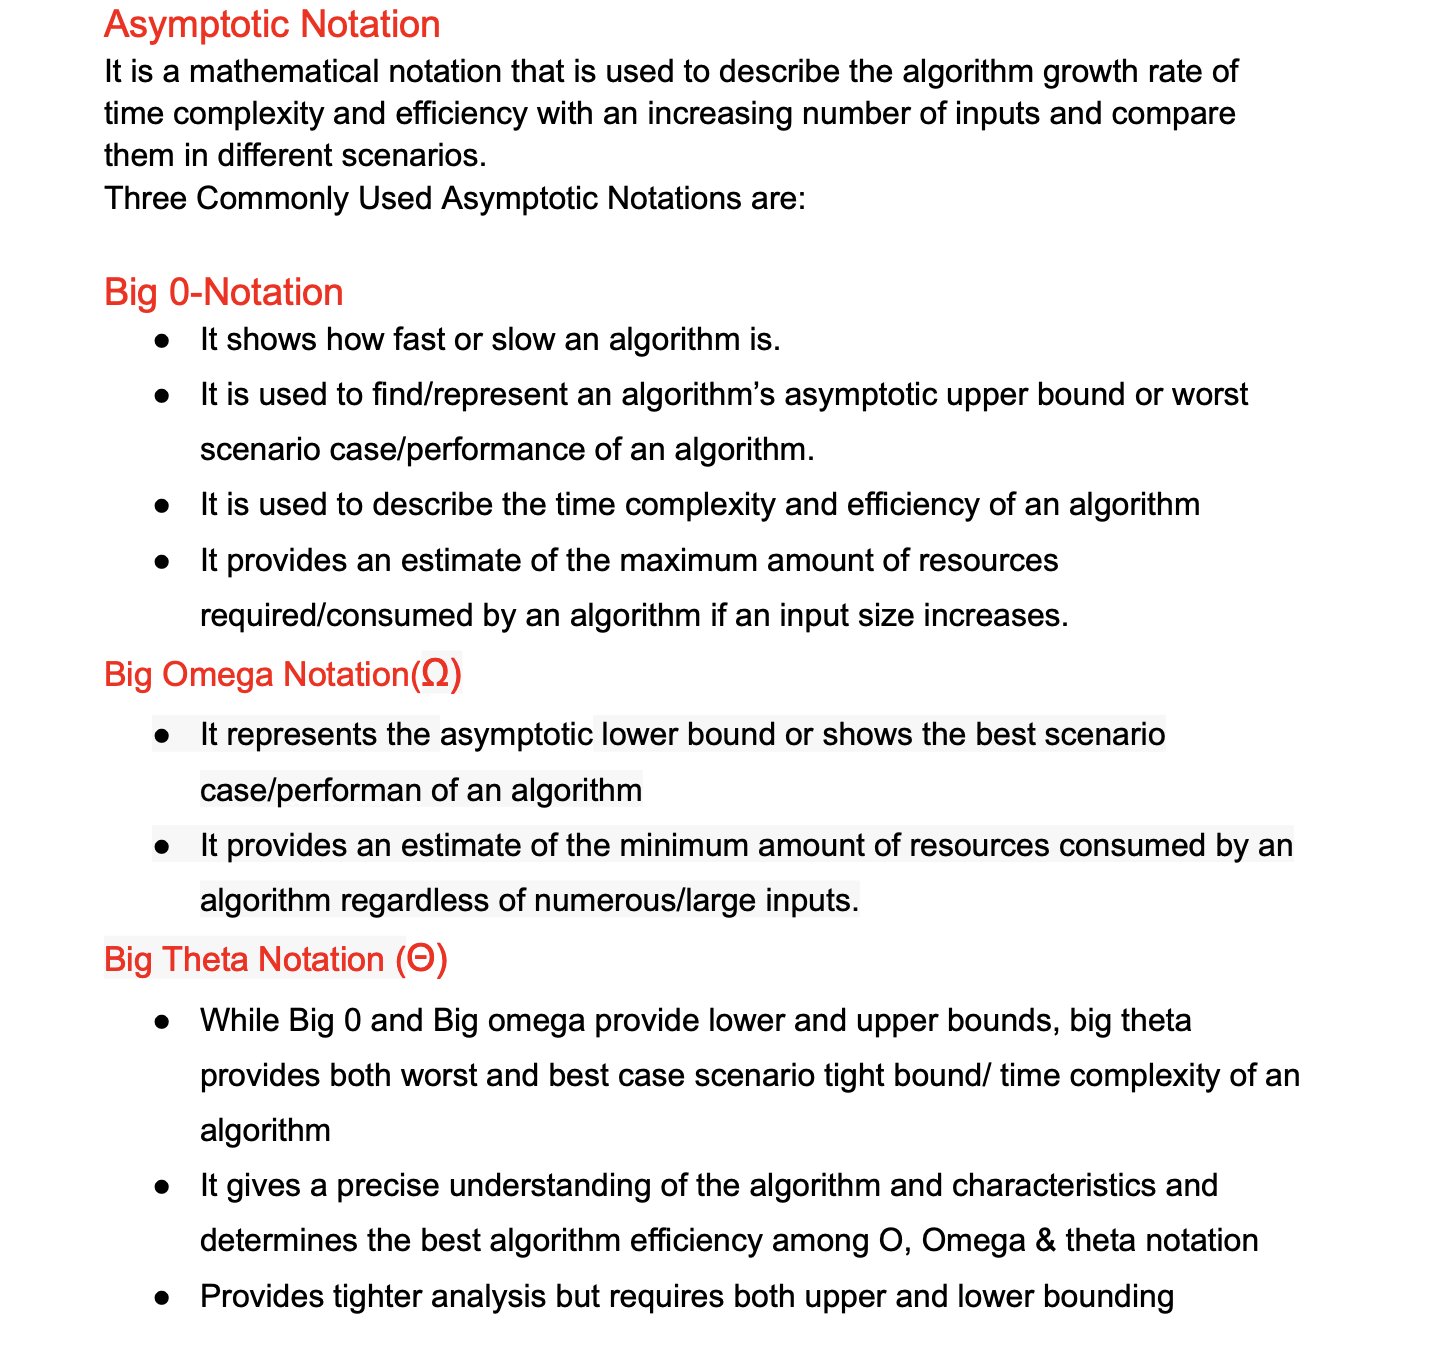 Asymptotic Notation
It is a mathematical notation that is used to describe the algorithm growth rate of
time complexity and efficiency with an increasing number of inputs and compare
them in different scenarios.
Three Commonly Used Asymptotic Notations are:
Big 0-Notation
● It shows how fast or slow an algorithm is.
● It is used to find/represent an algorithm’s asymptotic upper bound or worst
scenario case/performance of an algorithm.
● It is used to describe the time complexity and efficiency of an algorithm
● It provides an estimate of the maximum amount of resources
required/consumed by an algorithm if an input size increases.
Big Omega Notation(Ω)
● It represents the asymptotic lower bound or shows the best scenario
case/performan of an algorithm
● It provides an estimate of the minimum amount of resources consumed by an
algorithm regardless of numerous/large inputs.
Big Theta Notation (Θ)
● While Big 0 and Big omega provide lower and upper bounds, big theta
provides both worst and best case scenario tight bound/ time complexity of an
algorithm
● It gives a precise understanding of the algorithm and characteristics and
determines the best algorithm efficiency among O, Omega & theta notation
● Provides tighter analysis but requires both upper and lower bounding